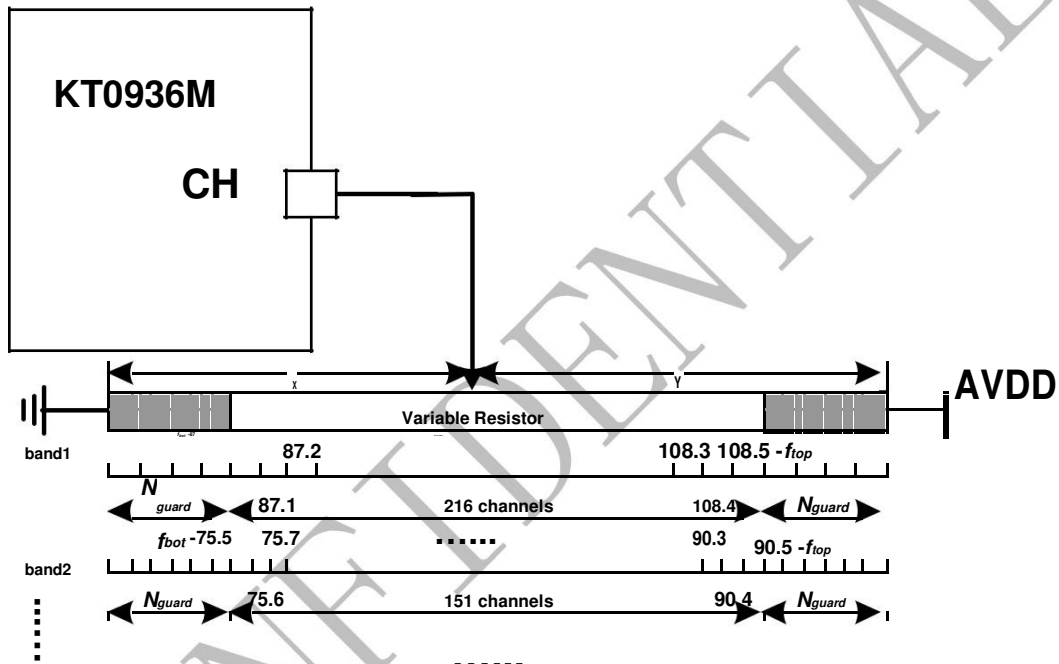 KT0936M
CH
X
Y
AVDD
Variable Resistor
band1
87.2
108.3 108.5 -ftop
Nguard
87.1
216 channels
108.4
Nguard
fbot -75.5
75.7
......
90.3
90.5 -ftop
band2
Nguard
75.6
151 channels
90.4
Nguard
......
NFIDENTIAL